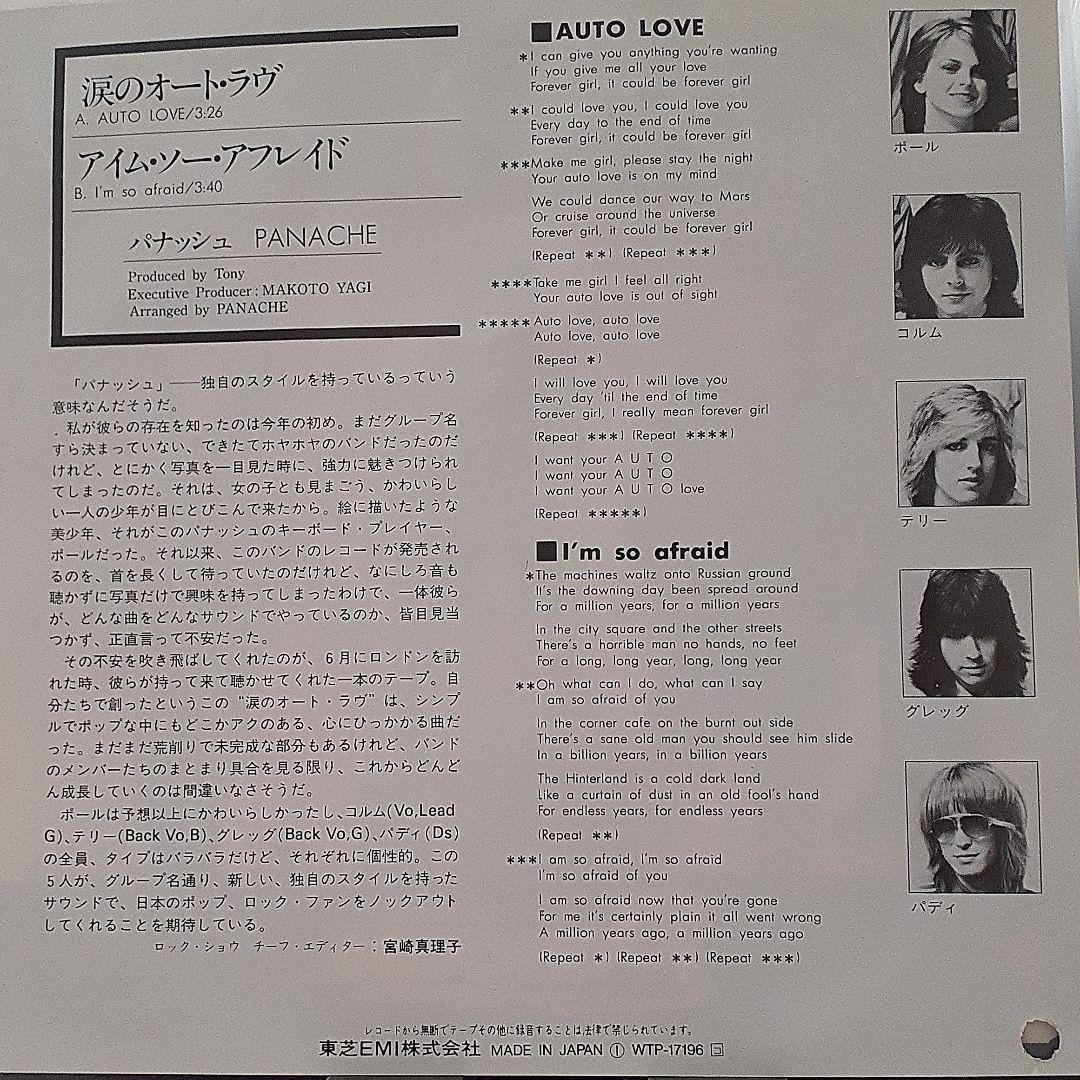 涙のオート・ラヴ
A. AUTO LOVE/3:26
アイム・ソー・アフレイド
B. I'm so afraid/3:40
パナッシュ PANACHE
Produced by Tony
Executive Producer: MAKOTO YAGI
Arranged by PANACHE
「パナッシュ」——独自のスタイルを持っているっていう
意味なんだそうだ。
私が彼らの存在を知ったのは今年の初め。まだグループ名
すら決まっていない、できたてホヤホヤのバンドだったのだ
けれど、とにかく写真を一目見た時に、強力に魅きつけられ
てしまったのだ。それは、女の子とも見まごう、かわいらし
い一人の少年が目にとびこんで来たから。絵に描いたような
美少年、それがこのパナッシュのキーボード・プレイヤー、
ポールだった。それ以来、このバンドのレコードが発売され
るのを、首を長くして待っていたのだけれど、なにしろ音も
聴かずに写真だけで興味を持ってしまったわけで、一体彼ら
が、どんな曲をどんなサウンドでやっているのか、皆目見当
つかず、正直言って不安だった。
その不安を吹き飛ばしてくれたのが、6月にロンドンを訪
れた時、彼らが持って来て聴かせてくれた一本のテープ。自
分たちで創ったというこの“涙のオート・ラヴ”は、シンプ
ルでポップな中にもどこかアクのある、心にひっかかる曲だ
った。まだまだ荒削りで未完成な部分もあるけれど、バンド
のメンバーたちのまとまり具合を見る限り、これからどんど
ん成長していくのは間違いなさそうだ。
ポールは予想以上にかわいらしかったし、コルム(Vo,Lead
G)、テリー(Back Vo,B)、グレッグ(Back Vo,G)、パディ(Ds)
の全員、タイプはバラバラだけど、それぞれに個性的。この
5人が、グループ名通り、新しい、独自のスタイルを持った
サウンドで、日本のポップ、ロック・ファンをノックアウト
してくれることを期待している。
ロック・ショウ チーフ・エディター：宮崎真理子
■AUTO LOVE
*I can give you anything you're wanting
If you give me all your love
Forever girl, it could be forever girl
**I could love you, I could love you
Every day to the end of time
Forever girl, it could be forever girl
***Make me girl, please stay the night
Your auto love is on my mind
We could dance our way to Mars
Or cruise around the universe
Forever girl, it could be forever girl
(Repeat **) (Repeat ***)
****Take me girl I feel all right
Your auto love is out of sight
*****Auto love, auto love
Auto love, auto love
(Repeat *)
I will love you, I will love you
Every day 'til the end of time
Forever girl, I really mean forever girl
(Repeat ***) (Repeat ****)
I want your A U T O
I want your A U T O
I want your A U T O love
(Repeat *****)
■I'm so afraid
*The machines waltz onto Russian ground
It's the dawning day been spread around
For a million years, for a million years
In the city square and the other streets
There's a horrible man no hands, no feet
For a long, long year, long, long year
**Oh what can I do, what can I say
I am so afraid of you
In the corner cafe on the burnt out side
There's a sane old man you should see him slide
In a billion years, in a billion years
The Hinterland is a cold dark land
Like a curtain of dust in an old fool's hand
For endless years, for endless years
(Repeat **)
***I am so afraid, I'm so afraid
I'm so afraid of you
I am so afraid now that you're gone
For me it's certainly plain it all went wrong
A million years ago, a million years ago
(Repeat *) (Repeat **) (Repeat ***)
ポール
コルム
テリー
グレッグ
パディ
レコードから無断でテープその他に録音することは法律で禁じられています。
東芝EMI株式会社 MADE IN JAPAN Ⓘ WTP-17196 コ